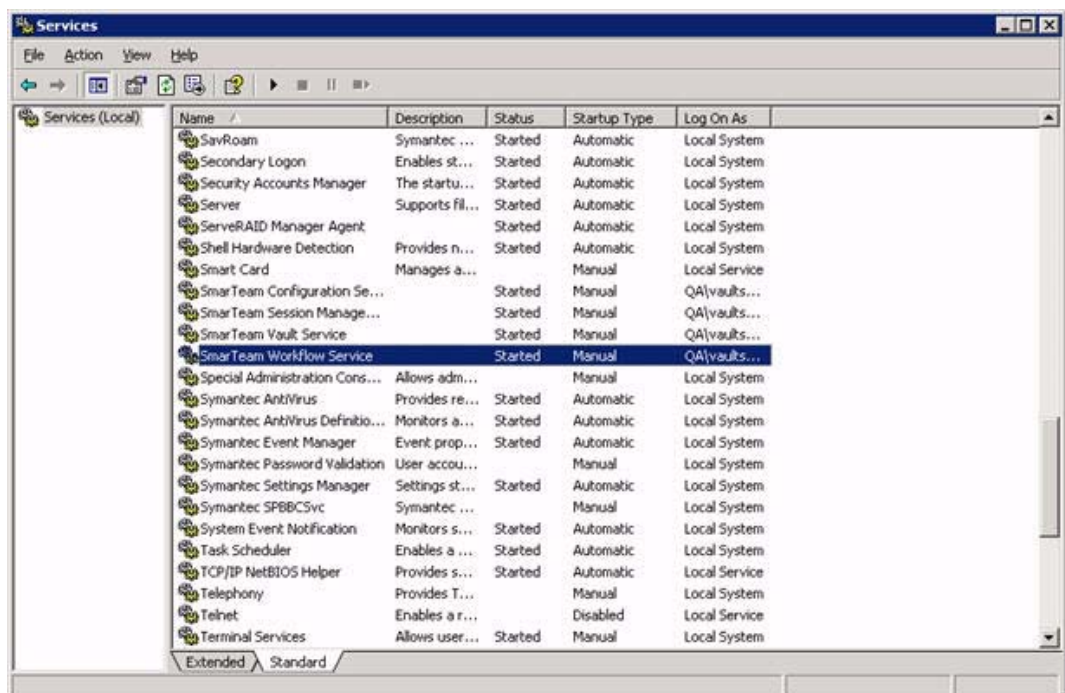 Services
File Action View Help
Services (Local)
Name Description Status Startup Type Log On As
SavRoam Symantec ... Started Automatic Local System
Secondary Logon Enables st... Started Automatic Local System
Security Accounts Manager The startu... Started Automatic Local System
Server Supports fil... Started Automatic Local System
ServeRAID Manager Agent Started Automatic Local System
Shell Hardware Detection Provides n... Started Automatic Local System
Smart Card Manages a... Manual Local Service
SmarTeam Configuration Se... Started Manual QA\vaults...
SmarTeam Session Manage... Started Manual QA\vaults...
SmarTeam Vault Service Started Manual QA\vaults...
SmarTeam Workflow Service Started Manual QA\vaults...
Special Administration Cons... Allows adm... Manual Local System
Symantec AntiVirus Provides re... Started Automatic Local System
Symantec AntiVirus Definitio... Monitors a... Started Automatic Local System
Symantec Event Manager Event prop... Started Automatic Local System
Symantec Password Validation User accou... Manual Local System
Symantec Settings Manager Settings st... Started Automatic Local System
Symantec SPBBCSvc Symantec ... Manual Local System
System Event Notification Monitors s... Started Automatic Local System
Task Scheduler Enables a ... Started Automatic Local System
TCP/IP NetBIOS Helper Provides s... Started Automatic Local Service
Telephony Provides T... Manual Local System
Telnet Enables a r... Disabled Local Service
Terminal Services Allows user... Started Manual Local System
Extended Standard